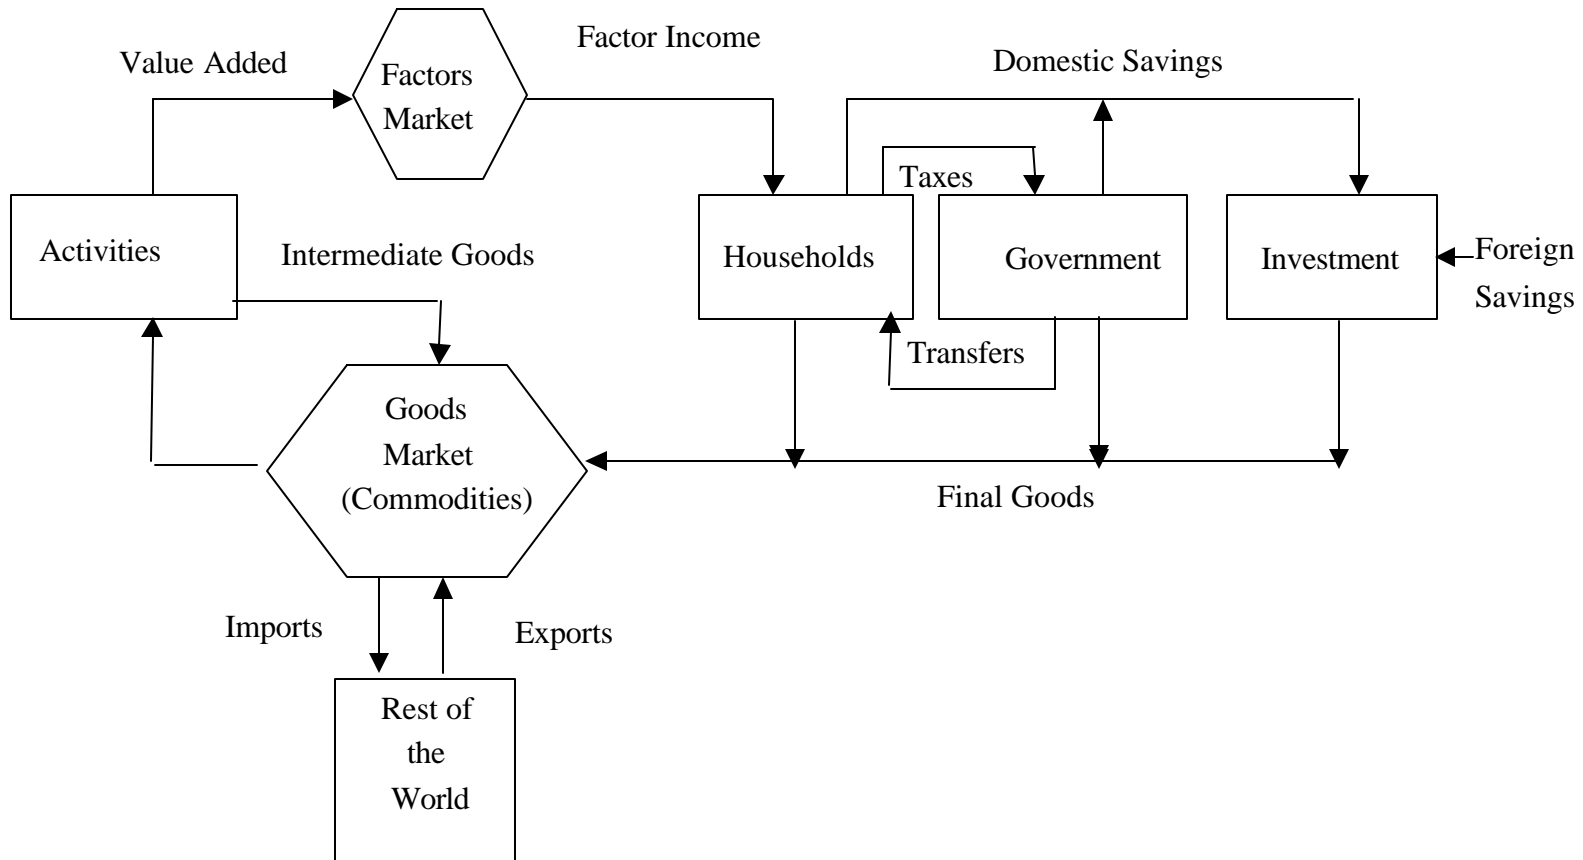 Factor Income
Value Added
Factors
Market
Domestic Savings
Taxes
Activities
Intermediate Goods
Households
Government
Investment
Foreign
Savings
Transfers
Goods
Market
(Commodities)
Final Goods
Imports
Exports
Rest of
the
World